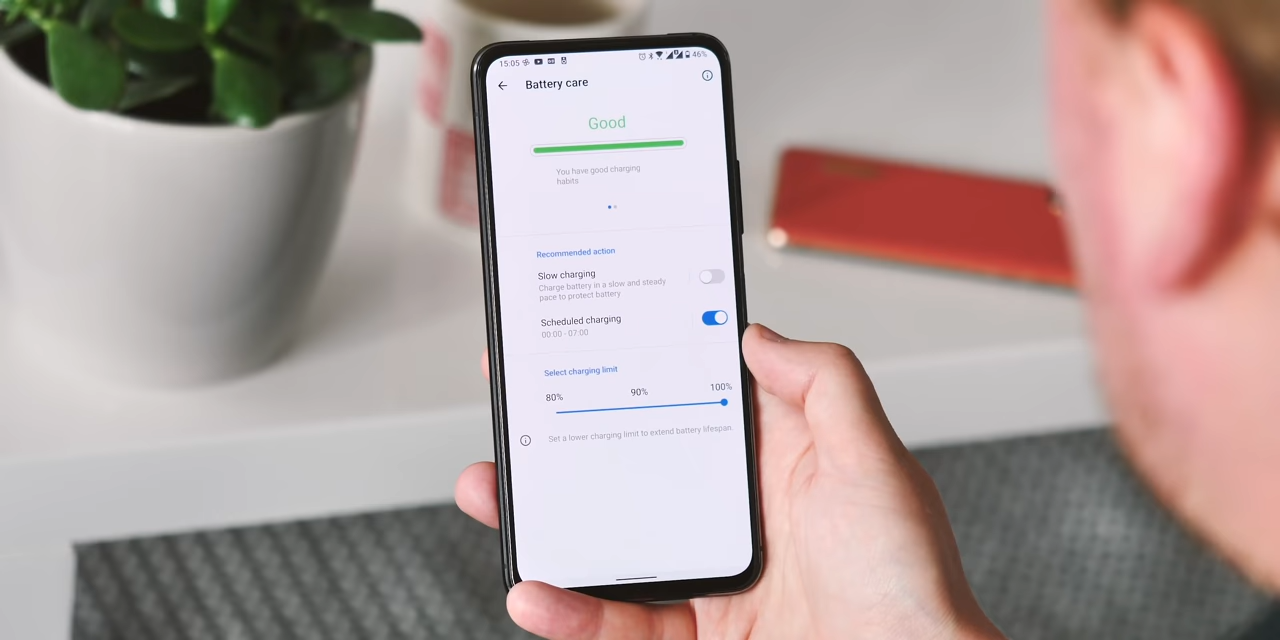 15:05 46%
Battery care
Good
You have good charging
habits
Recommended action
Slow charging
Charge battery in a slow and steady
pace to protect battery
Scheduled charging
00:00 - 07:00
Select charging limit
80% 90% 100%
Set a lower charging limit to extend battery lifespan.